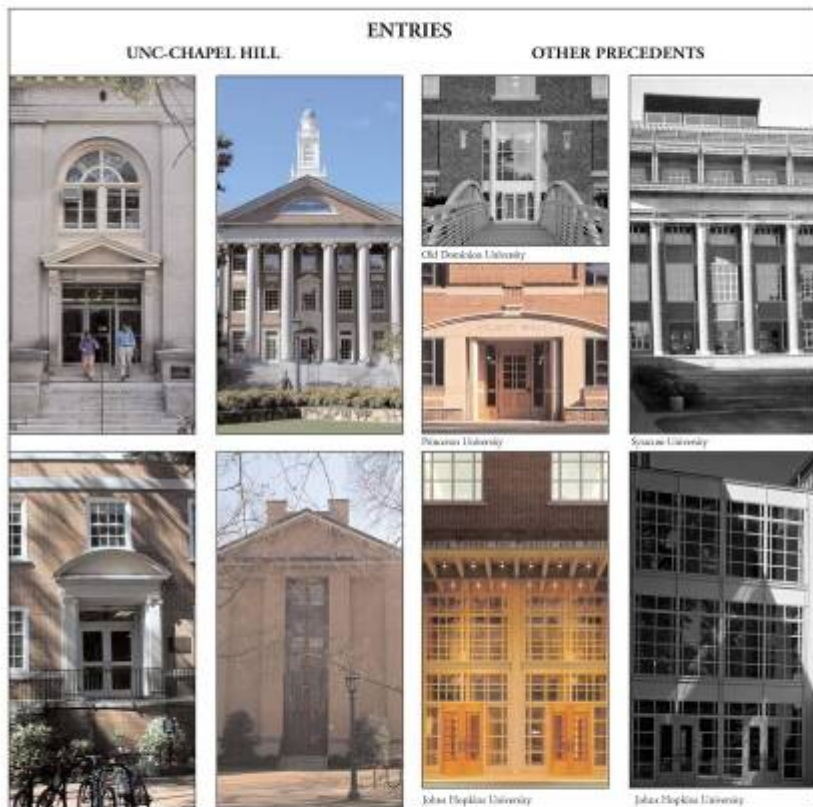 ENTRIES
UNC-CHAPEL HILL
OTHER PRECEDENTS
Old Dominion University
Princeton University
Syracuse University
Johns Hopkins University
Johns Hopkins University